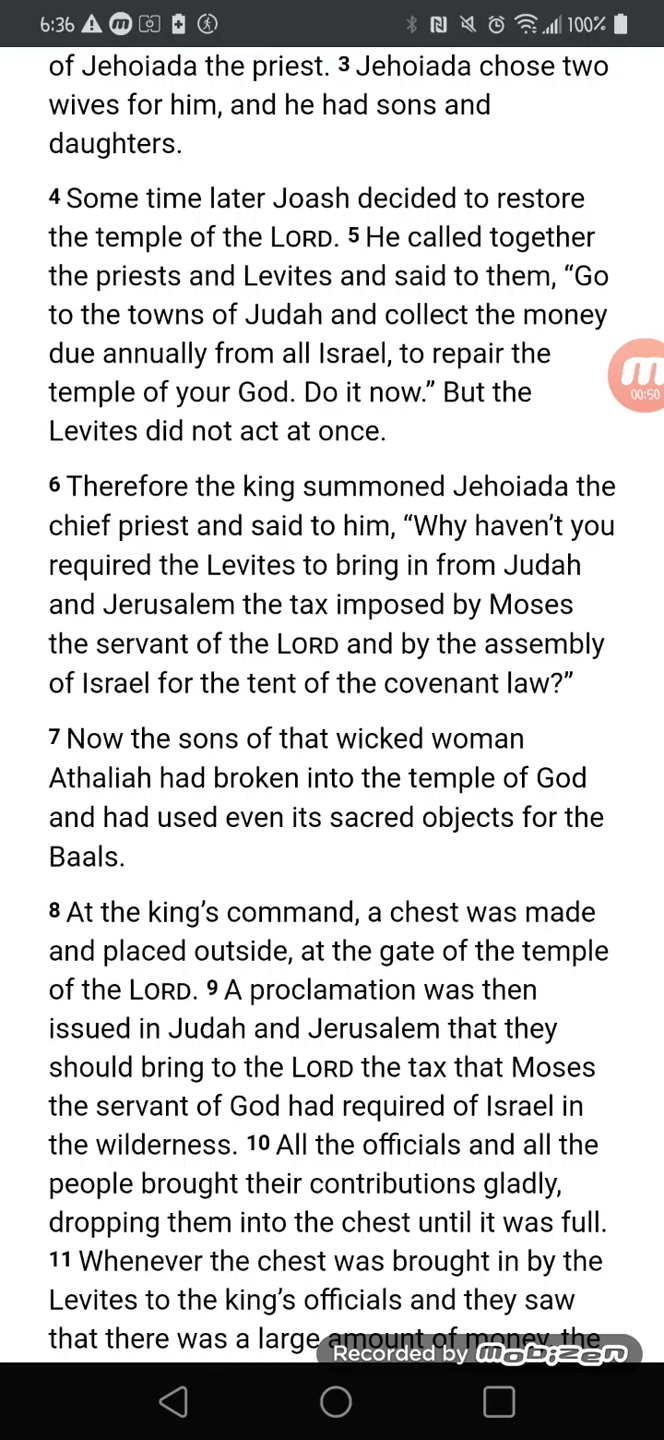 6:36 100%
of Jehoiada the priest. 3 Jehoiada chose two
wives for him, and he had sons and
daughters.
4 Some time later Joash decided to restore
the temple of the LORD. 5 He called together
the priests and Levites and said to them, “Go
to the towns of Judah and collect the money
due annually from all Israel, to repair the
temple of your God. Do it now.” But the
Levites did not act at once.
00:50
6 Therefore the king summoned Jehoiada the
chief priest and said to him, “Why haven’t you
required the Levites to bring in from Judah
and Jerusalem the tax imposed by Moses
the servant of the LORD and by the assembly
of Israel for the tent of the covenant law?”
7 Now the sons of that wicked woman
Athaliah had broken into the temple of God
and had used even its sacred objects for the
Baals.
8 At the king’s command, a chest was made
and placed outside, at the gate of the temple
of the LORD. 9 A proclamation was then
issued in Judah and Jerusalem that they
should bring to the LORD the tax that Moses
the servant of God had required of Israel in
the wilderness. 10 All the officials and all the
people brought their contributions gladly,
dropping them into the chest until it was full.
11 Whenever the chest was brought in by the
Levites to the king’s officials and they saw
that there was a large amount of money, the
Recorded by mobizen